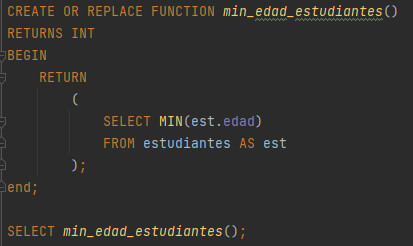 CREATE OR REPLACE FUNCTION min_edad_estudiantes()
RETURNS INT
BEGIN
RETURN
(
SELECT MIN(est.edad)
FROM estudiantes AS est
);
end;
SELECT min_edad_estudiantes();